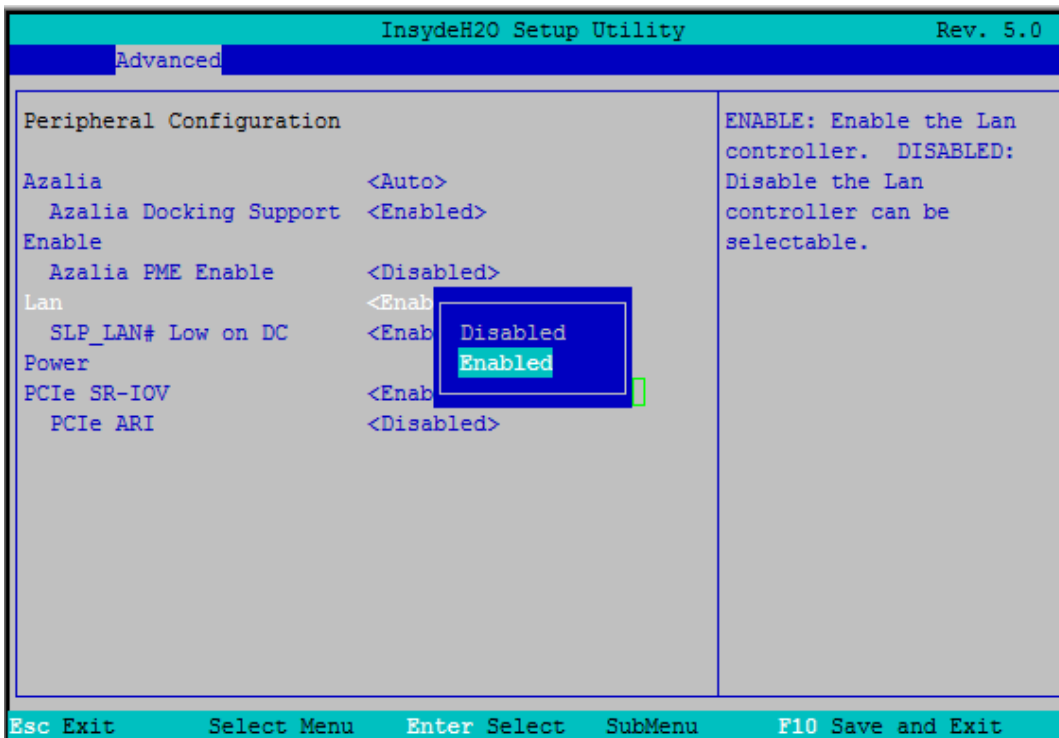 InsydeH2O Setup Utility Rev. 5.0
Advanced
Peripheral Configuration
Azalia <Auto>
Azalia Docking Support <Enabled>
Enable
Azalia PME Enable <Disabled>
Lan <Enab
SLP_LAN# Low on DC <Enab
Power
PCIe SR-IOV <Enab
PCIe ARI <Disabled>
Disabled
Enabled
ENABLE: Enable the Lan
controller. DISABLED:
Disable the Lan
controller can be
selectable.
Esc Exit Select Menu Enter Select SubMenu F10 Save and Exit